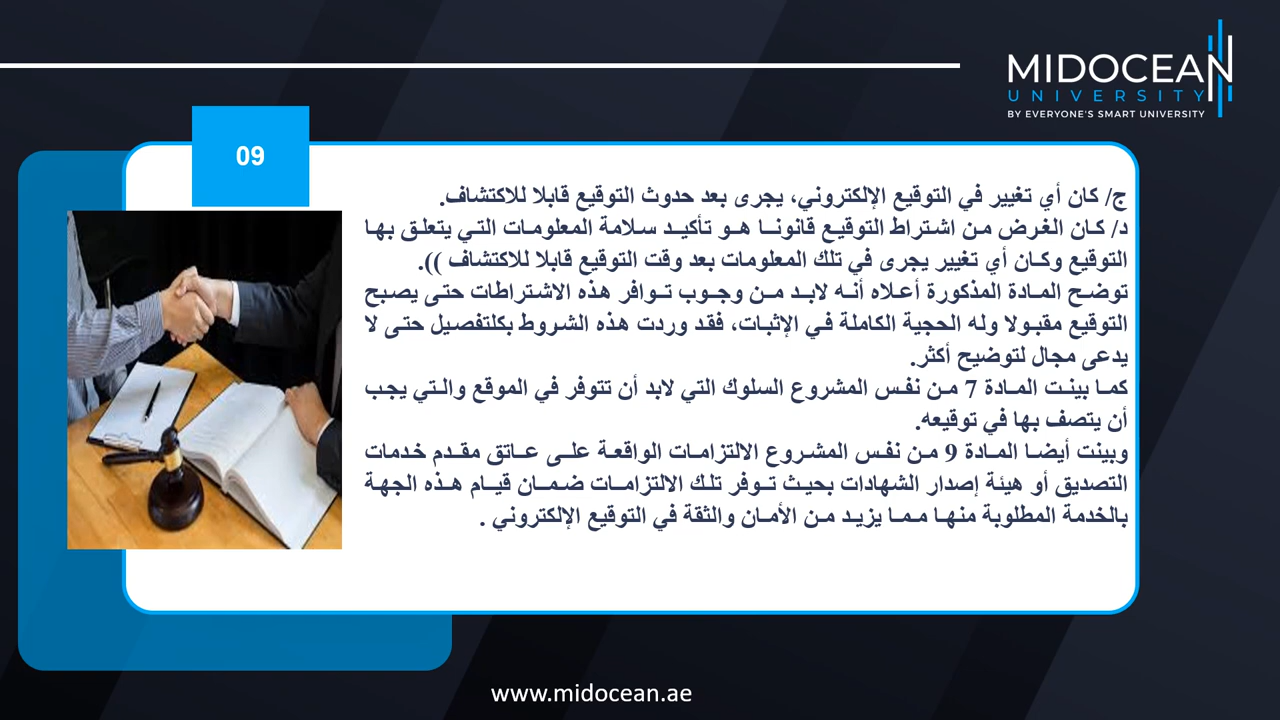 MIDOCEAN
UNIVERSITY
BY EVERYONE'S SMART UNIVERSITY
09
ج/ كان أي تغيير في التوقيع الإلكتروني، يجرى بعد حدوث التوقيع قابلا للاكتشاف.
د/ كان الغرض من اشتراط التوقيع قانونا هو تأكيد سلامة المعلومات التي يتعلق بها
التوقيع وكان أي تغيير يجرى في تلك المعلومات بعد وقت التوقيع قابلا للاكتشاف )).
توضح المادة المذكورة أعلاه أنه لابد من وجوب توافر هذه الاشتراطات حتى يصبح
التوقيع مقبولا وله الحجية الكاملة في الإثبات، فقد وردت هذه الشروط بكلتفصيل حتى لا
يدعى مجال لتوضيح أكثر.
كما بينت المادة 7 من نفس المشروع السلوك التي لابد أن تتوفر في الموقع والتي يجب
أن يتصف بها في توقيعه.
وبينت أيضا المادة 9 من نفس المشروع الالتزامات الواقعة على عاتق مقدم خدمات
التصديق أو هيئة إصدار الشهادات بحيث توفر تلك الالتزامات ضمان قيام هذه الجهة
بالخدمة المطلوبة منها مما يزيد من الأمان والثقة في التوقيع الإلكتروني .
www.midocean.ae